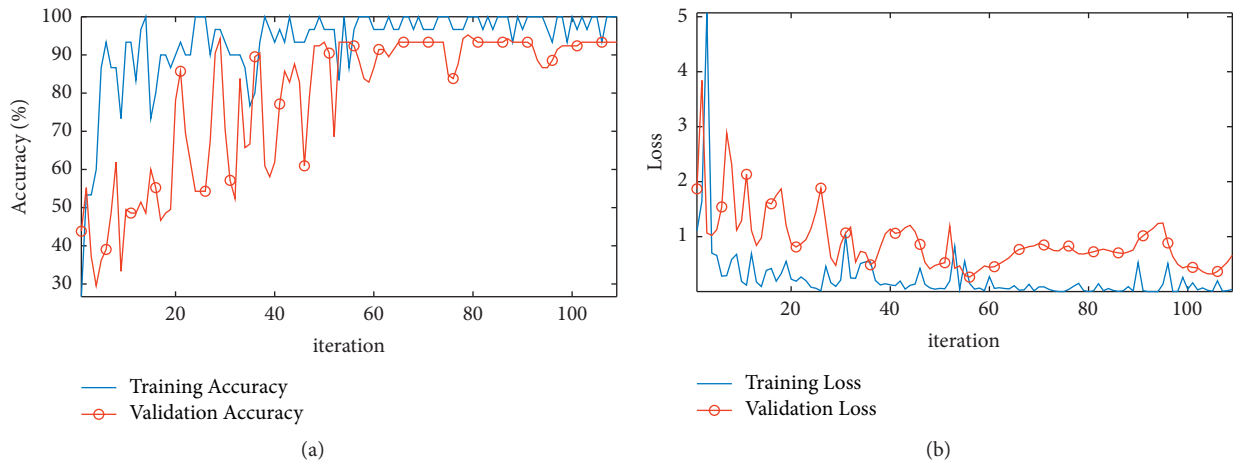 100
90
80
70
60
50
40
30
Accuracy (%)
20 40 60 80 100
iteration
Training Accuracy
Validation Accuracy
(a)
5
4
3
2
1
Loss
20 40 60 80 100
iteration
Training Loss
Validation Loss
(b)